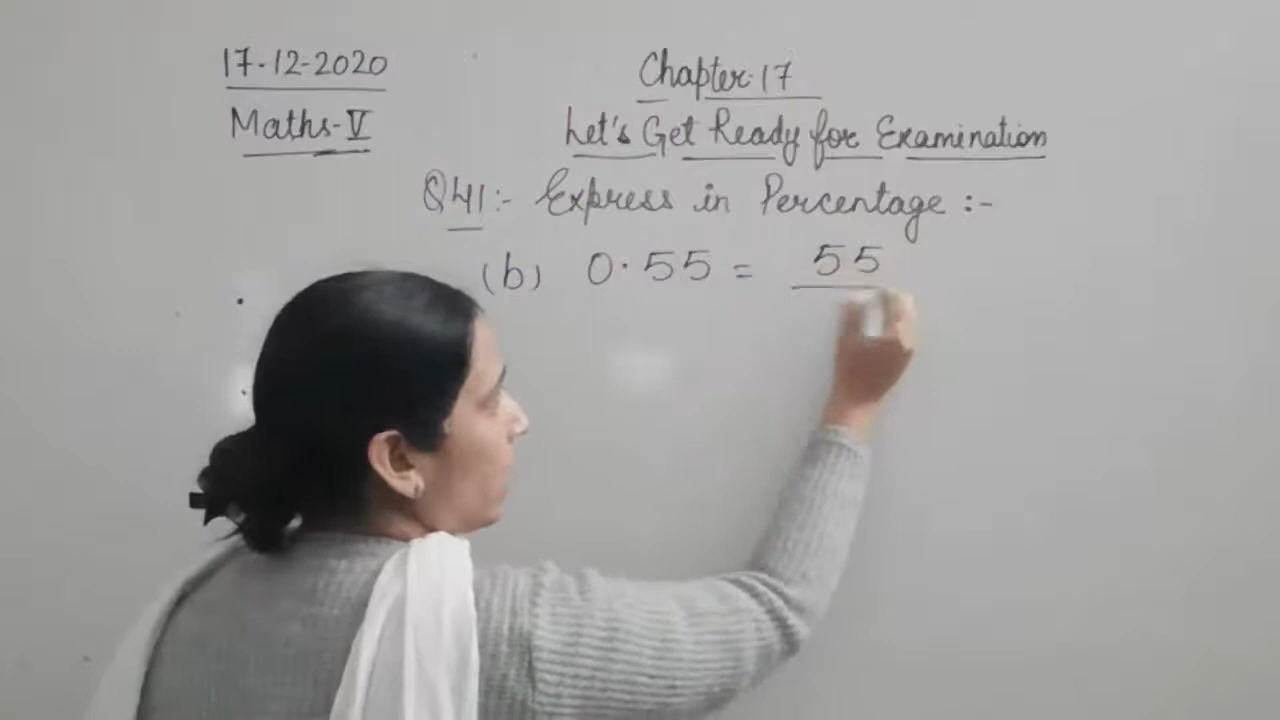 17-12-2020
Maths-V
Chapter-17
Let's Get Ready for Examination
Q41:- Express in Percentage :-
(b) 0.55 = 55